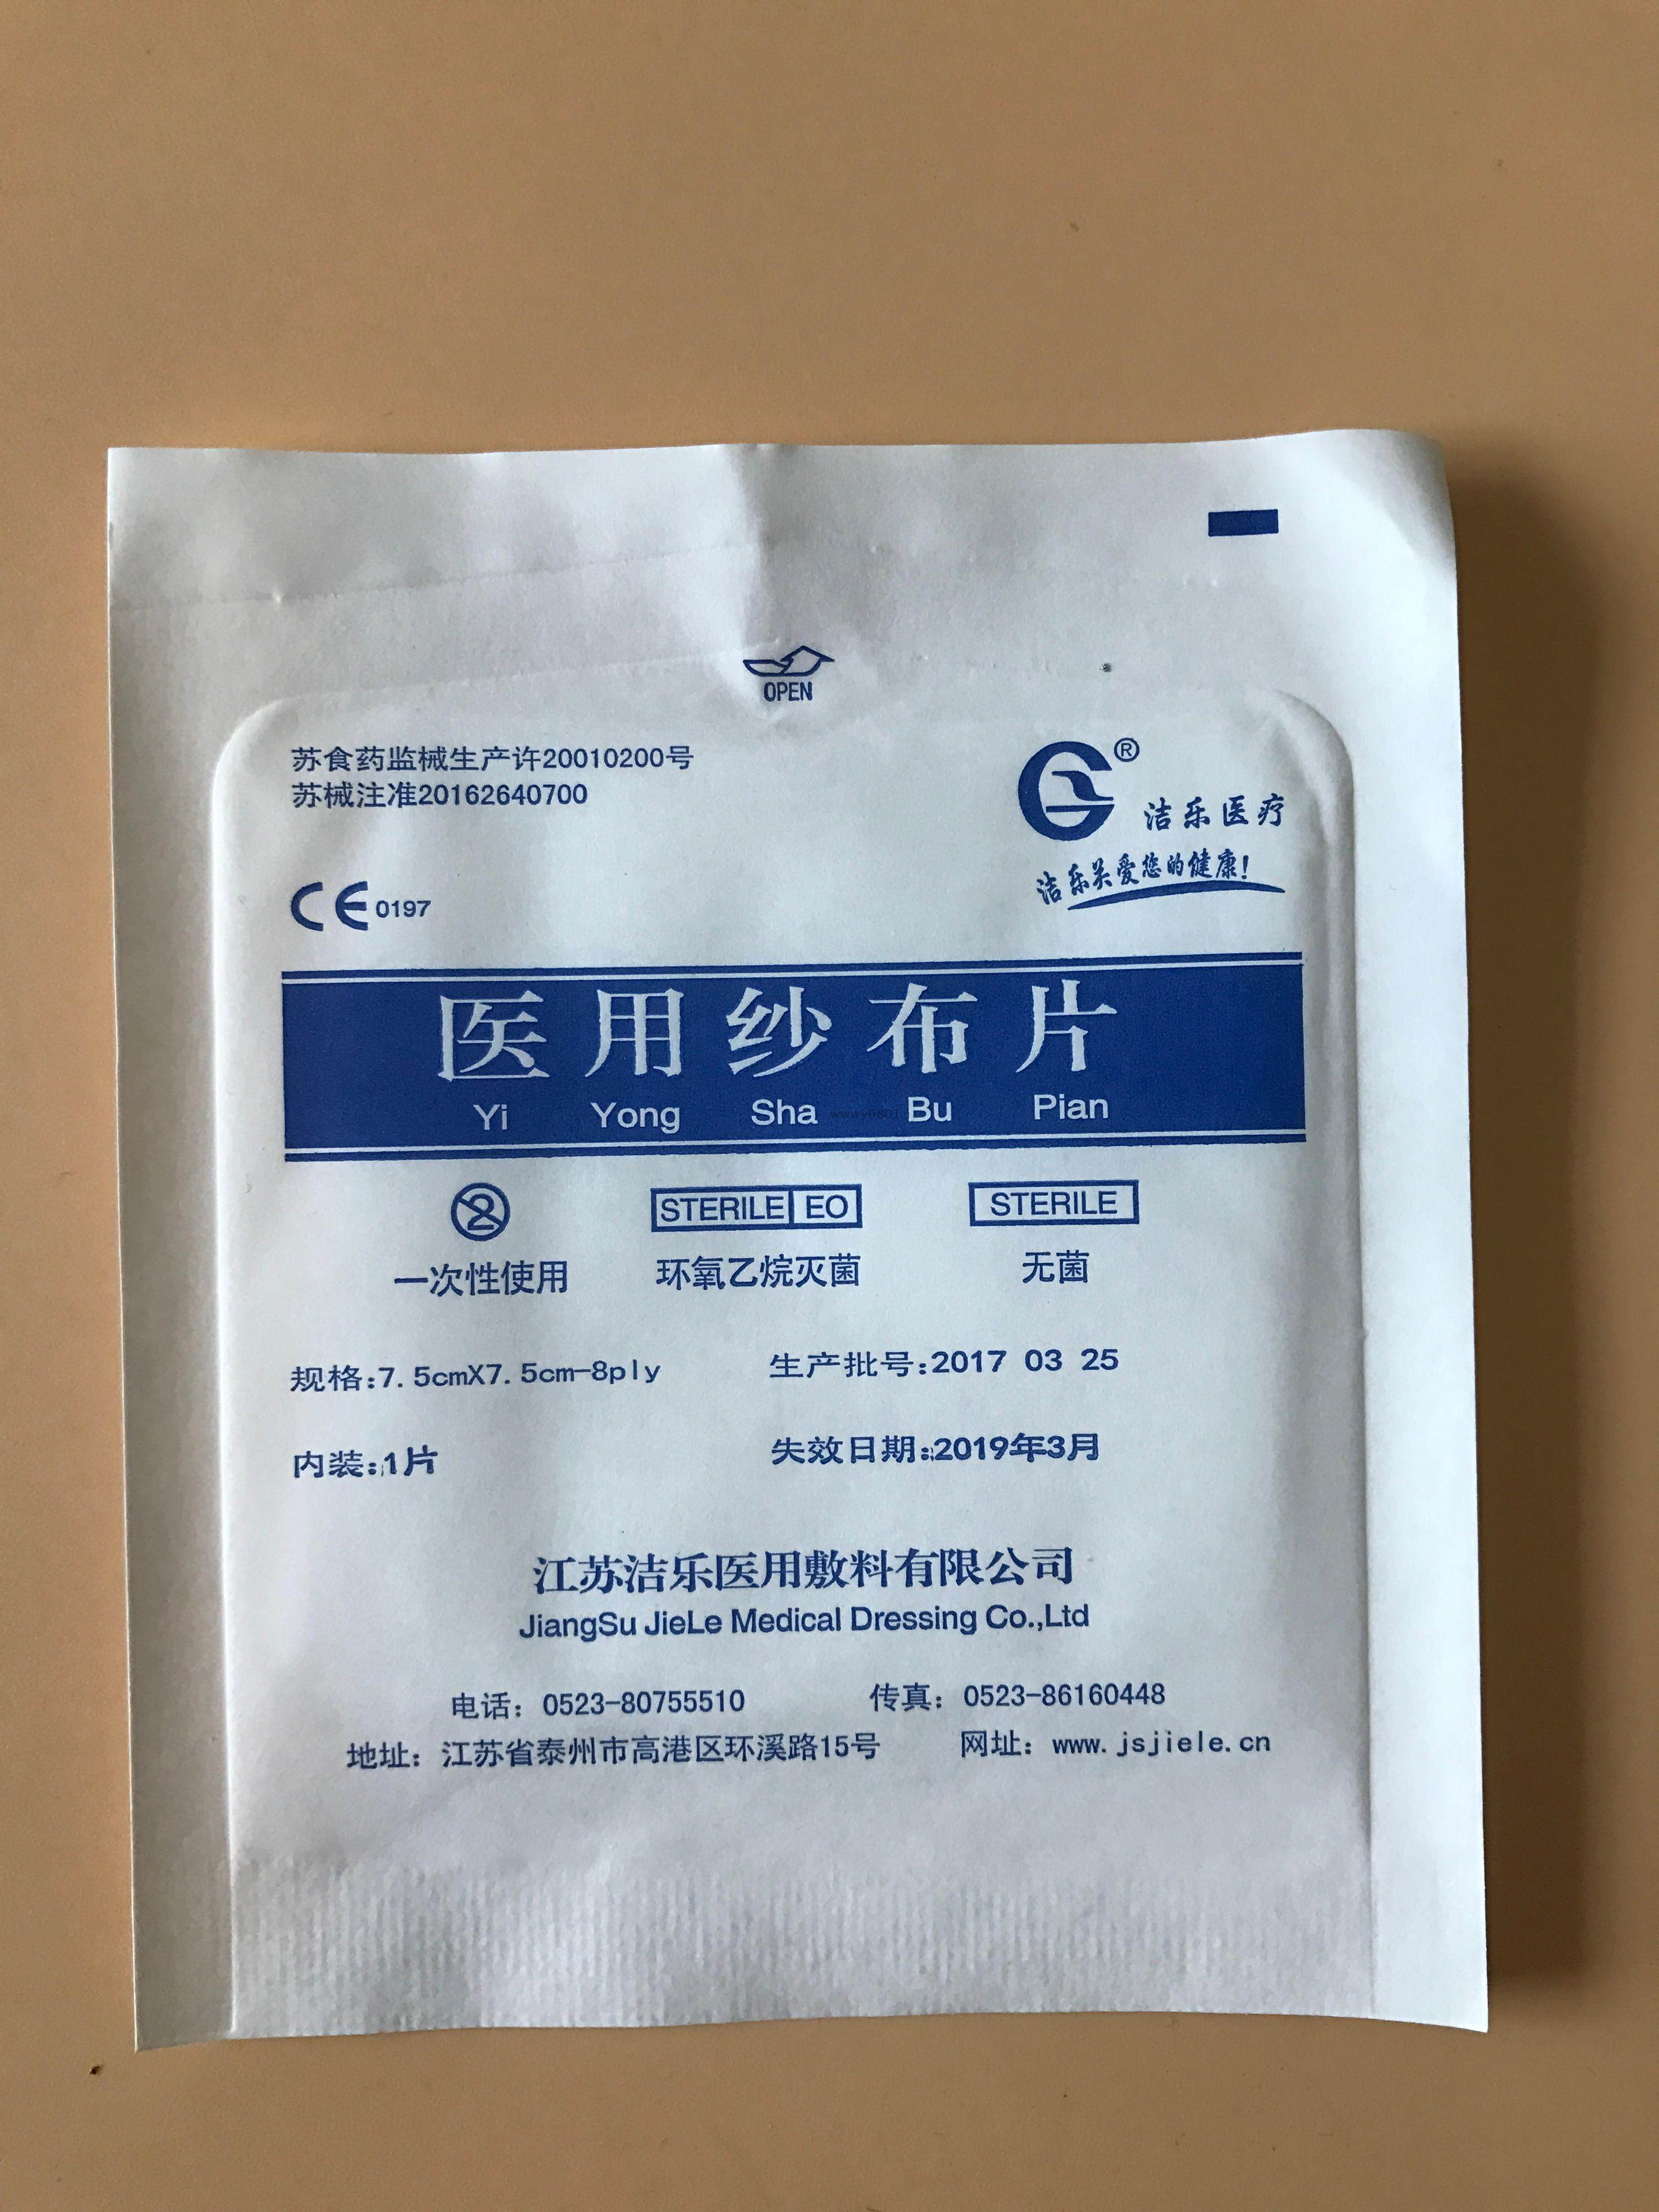 OPEN
苏食药监械生产许20010200号
苏械注准20162640700
®
洁乐医疗
洁乐关爱您的健康!
CE 0197
医用纱布片
Yi Yong Sha Bu Pian
2 STERILE EO STERILE
一次性使用 环氧乙烷灭菌 无菌
规格:7.5cmX7.5cm-8ply 生产批号:2017 03 25
内装:1片 失效日期:2019年3月
江苏洁乐医用敷料有限公司
JiangSu JieLe Medical Dressing Co.,Ltd
电话：0523-80755510 传真：0523-86160448
地址：江苏省泰州市高港区环溪路15号 网址：www.jsjiele.cn